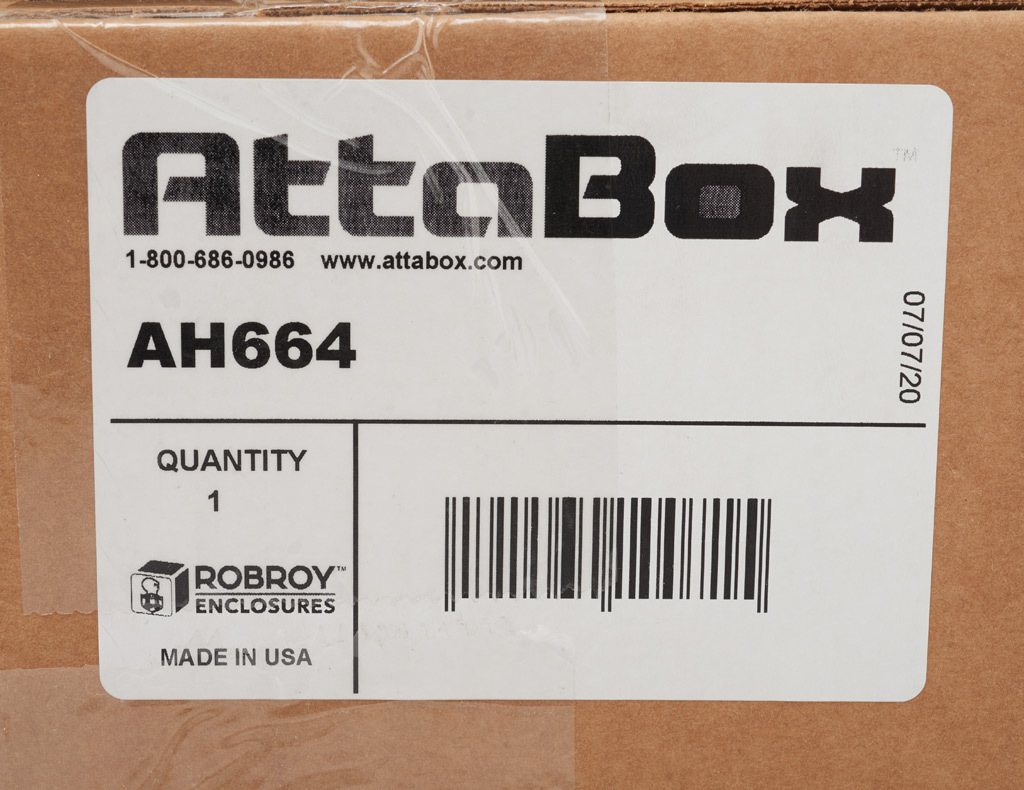 AttaBox™
1-800-686-0986 www.attabox.com
AH664
07/07/20
QUANTITY
1
ROBROY™
ENCLOSURES
MADE IN USA